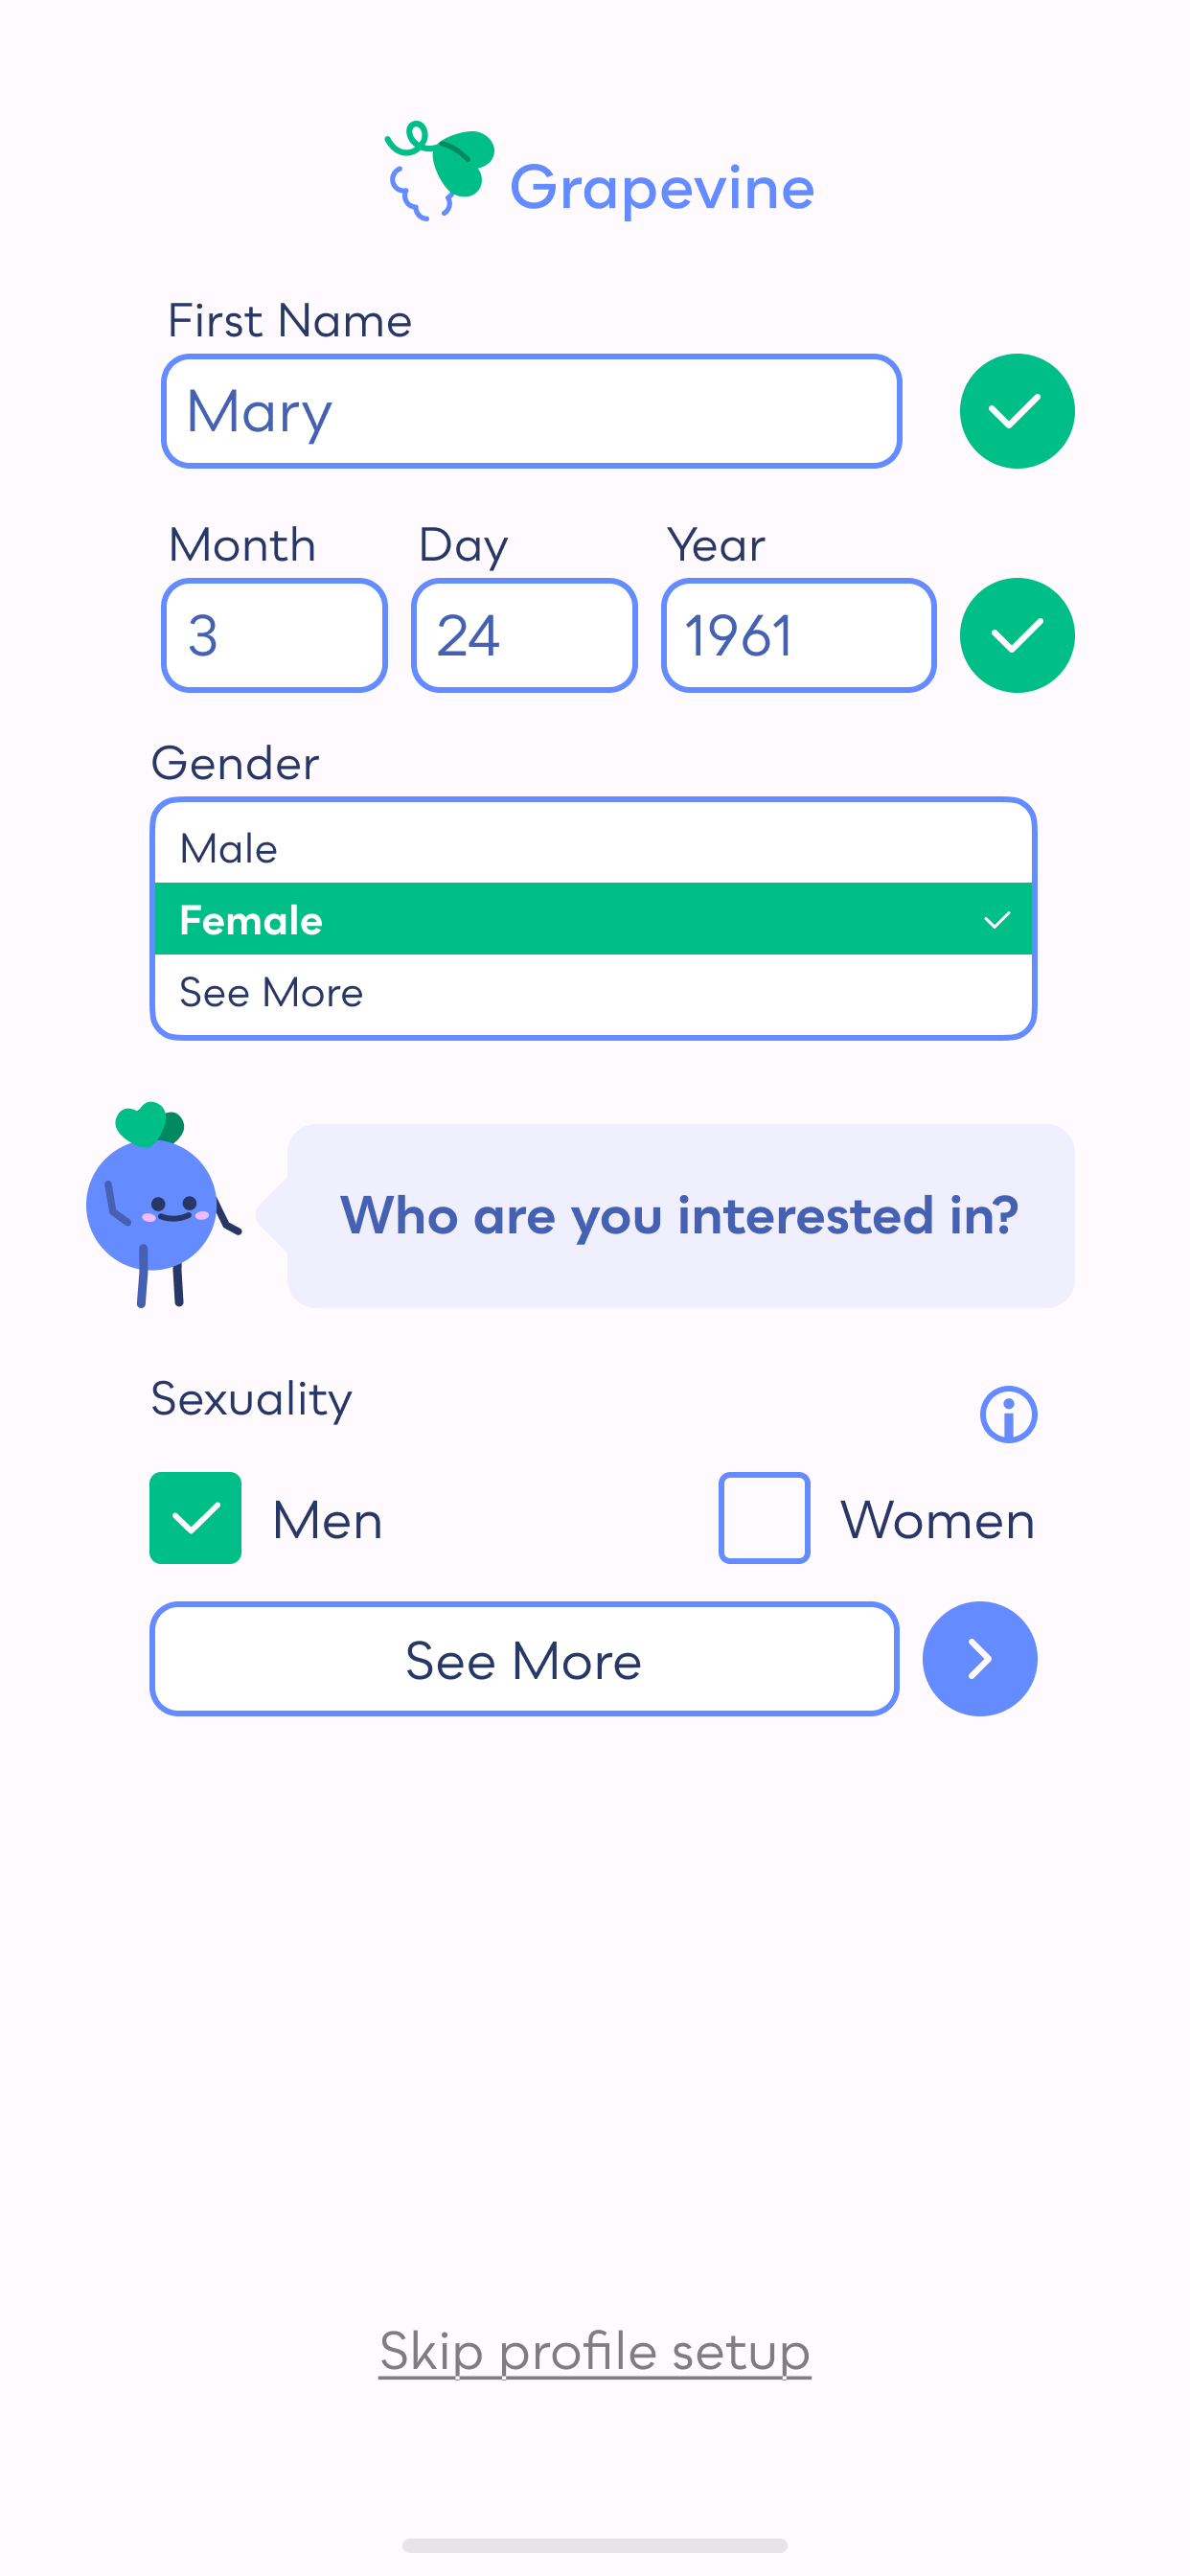 Grapevine
First Name
Mary
Month Day Year
3 24 1961
Gender
Male
Female
See More
Who are you interested in?
Sexuality
Men Women
See More
Skip profile setup